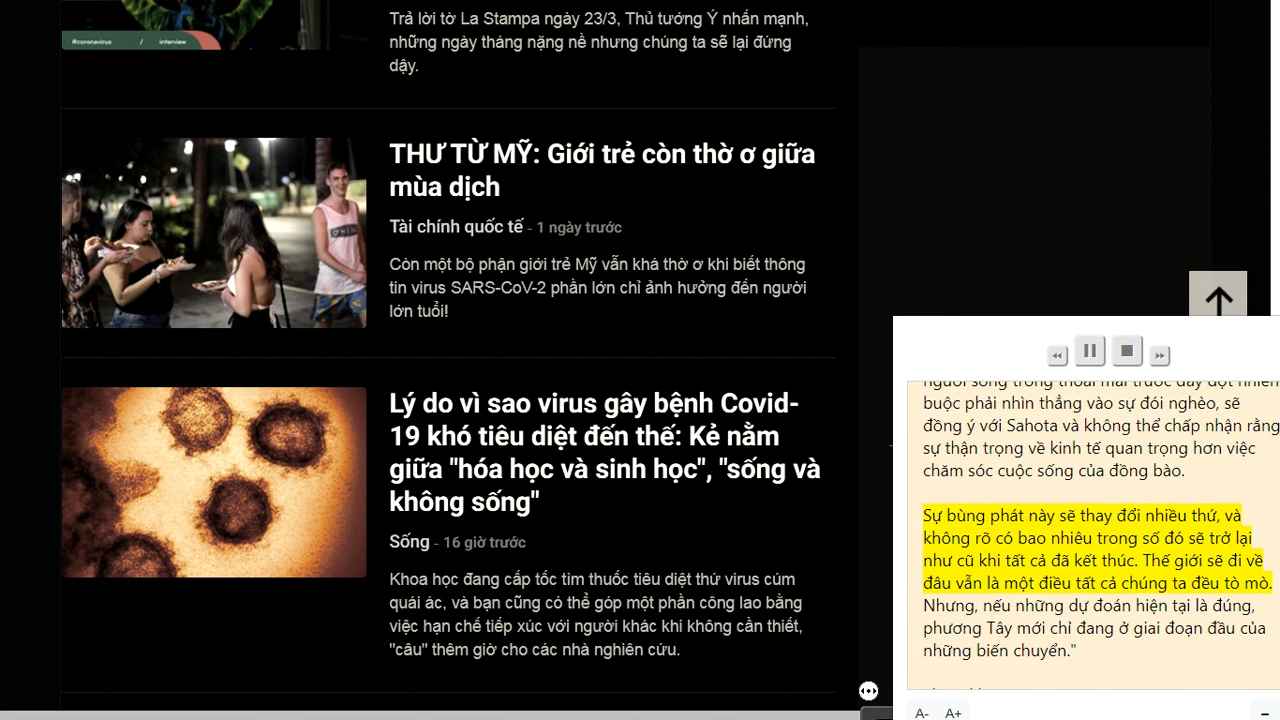 Trả lời tờ La Stampa ngày 23/3, Thủ tướng Ý nhấn mạnh,
những ngày tháng nặng nề nhưng chúng ta sẽ lại đứng
dậy.
#coronavirus / interview
THƯ TỪ MỸ: Giới trẻ còn thờ ơ giữa
mùa dịch
Tài chính quốc tế - 1 ngày trước
Còn một bộ phận giới trẻ Mỹ vẫn khá thờ ơ khi biết thông
tin virus SARS-CoV-2 phần lớn chỉ ảnh hưởng đến người
lớn tuổi!
Lý do vì sao virus gây bệnh Covid-
19 khó tiêu diệt đến thế: Kẻ nằm
giữa "hóa học và sinh học", "sống và
không sống"
Sống - 16 giờ trước
Khoa học đang cấp tốc tìm thuốc tiêu diệt thứ virus cúm
quái ác, và bạn cũng có thể góp một phần công lao bằng
việc hạn chế tiếp xúc với người khác khi không cần thiết,
"câu" thêm giờ cho các nhà nghiên cứu.
người sống trong thoải mái trước đây đột nhiên
buộc phải nhìn thẳng vào sự đói nghèo, sẽ
đồng ý với Sahota và không thể chấp nhận rằng
sự thận trọng về kinh tế quan trọng hơn việc
chăm sóc cuộc sống của đồng bào.
Sự bùng phát này sẽ thay đổi nhiều thứ, và
không rõ có bao nhiêu trong số đó sẽ trở lại
như cũ khi tất cả đã kết thúc. Thế giới sẽ đi về
đâu vẫn là một điều tất cả chúng ta đều tò mò.
Nhưng, nếu những dự đoán hiện tại là đúng,
phương Tây mới chỉ đang ở giai đoạn đầu của
những biến chuyển."
A- A+